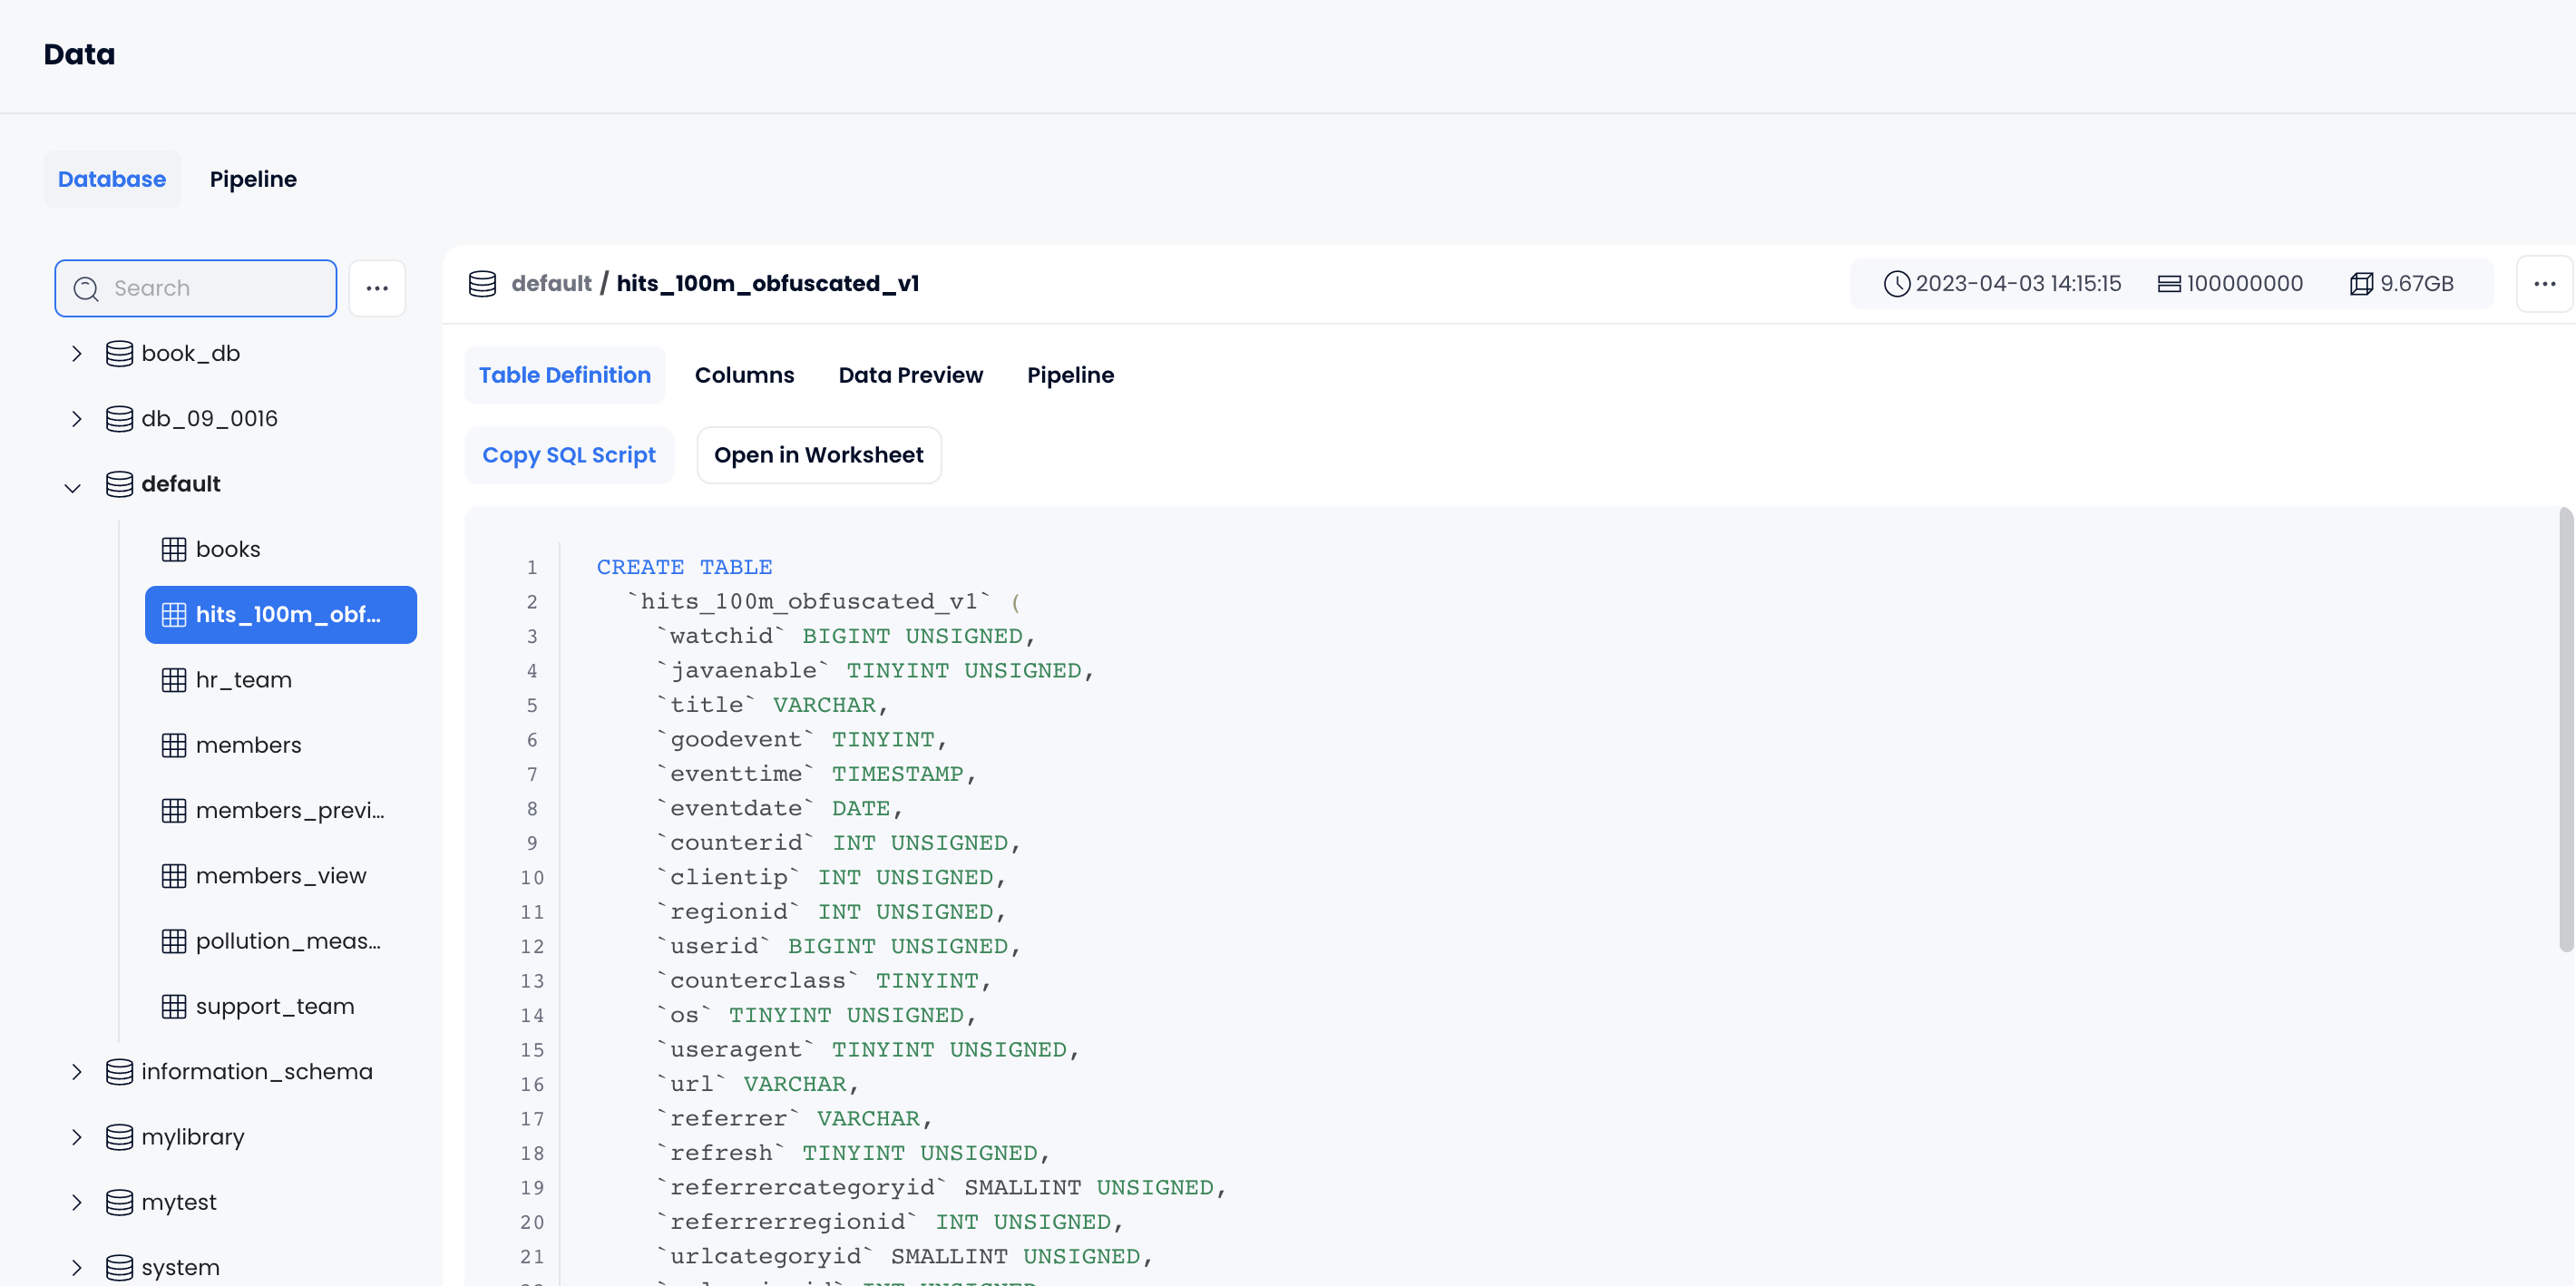 Data
Database Pipeline
Search
book_db
db_09_0016
default
books
hits_100m_obf...
hr_team
members
members_previ...
members_view
pollution_meas...
support_team
information_schema
mylibrary
mytest
system
default / hits_100m_obfuscated_v1
2023-04-03 14:15:15 100000000 9.67GB
Table Definition Columns Data Preview Pipeline
Copy SQL Script Open in Worksheet
1 CREATE TABLE
2 `hits_100m_obfuscated_v1` (
3 `watchid` BIGINT UNSIGNED,
4 `javaenable` TINYINT UNSIGNED,
5 `title` VARCHAR,
6 `goodevent` TINYINT,
7 `eventtime` TIMESTAMP,
8 `eventdate` DATE,
9 `counterid` INT UNSIGNED,
10 `clientip` INT UNSIGNED,
11 `regionid` INT UNSIGNED,
12 `userid` BIGINT UNSIGNED,
13 `counterclass` TINYINT,
14 `os` TINYINT UNSIGNED,
15 `useragent` TINYINT UNSIGNED,
16 `url` VARCHAR,
17 `referrer` VARCHAR,
18 `refresh` TINYINT UNSIGNED,
19 `referrercategoryid` SMALLINT UNSIGNED,
20 `referrerregionid` INT UNSIGNED,
21 `urlcategoryid` SMALLINT UNSIGNED,